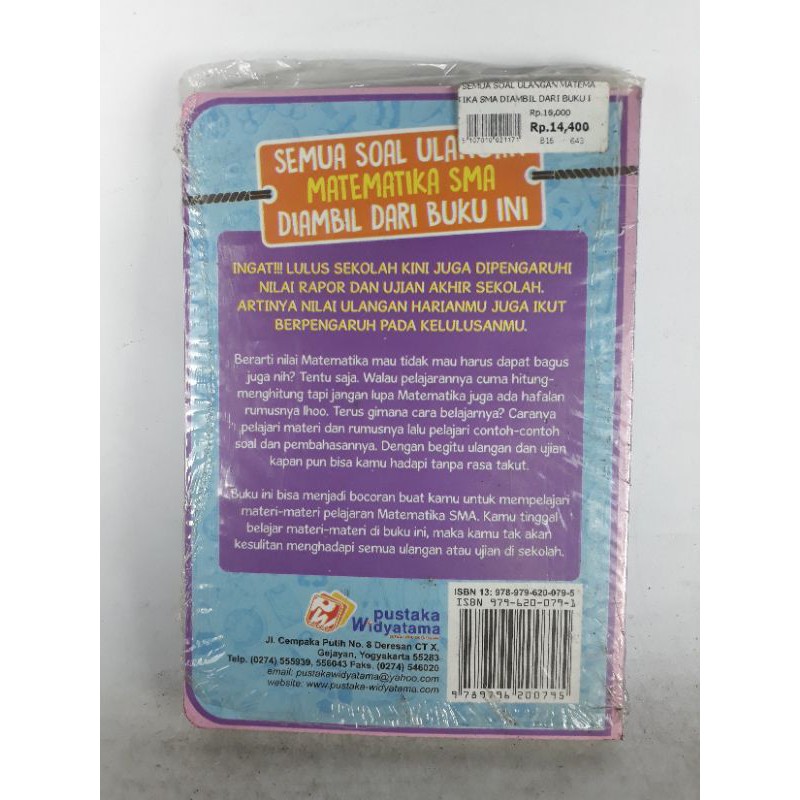 SEMUA SOAL ULANGAN MATEMA
IKA SMA DIAMBIL DARI BUKU I
Rp.14,400
SEMUA SOAL
MATEMATIKA SMA
DIAMBIL DARI BUKU INI
INGAT!!! LULUS SEKOLAH KINI JUGA DIPENGARUHI
NILAI RAPOR DAN UJIAN AKHIR SEKOLAH.
ARTINYA NILAI ULANGAN HARIANMU JUGA IKUT
BERPENGARUH PADA KELULUSANMU.
Berarti nilai Matematika mau tidak mau harus dapat bagus
juga nih? Tentu saja. Walau pelajarannya cuma hitung-
menghitung tapi jangan lupa Matematika juga ada hafalan
rumusnya lhoo. Terus gimana cara belajarnya? Caranya
pelajari materi dan rumusnya lalu pelajari contoh-contoh
soal dan pembahasannya. Dengan begitu ulangan dan ujian
kapan pun bisa kamu hadapi tanpa rasa takut.
Buku ini bisa menjadi bocoran buat kamu untuk mempelajari
materi-materi pelajaran Matematika SMA. Kamu tinggal
belajar materi-materi di buku ini, maka kamu tak akan
kesulitan menghadapi semua ulangan atau ujian di sekolah.
pustaka
Widyatama
Jl. Cempaka Putih No. 8 Deresan CT X,
Gejayan, Yogyakarta 55283
Telp. (0274) 555939, 556043 Faks. (0274) 546020
email: pustakawidyatama@yahoo.com
website: www.pustaka-widyatama.com
ISBN 13: 978-979-620-079-5
ISBN 979-620-079-1
9 789796 200795